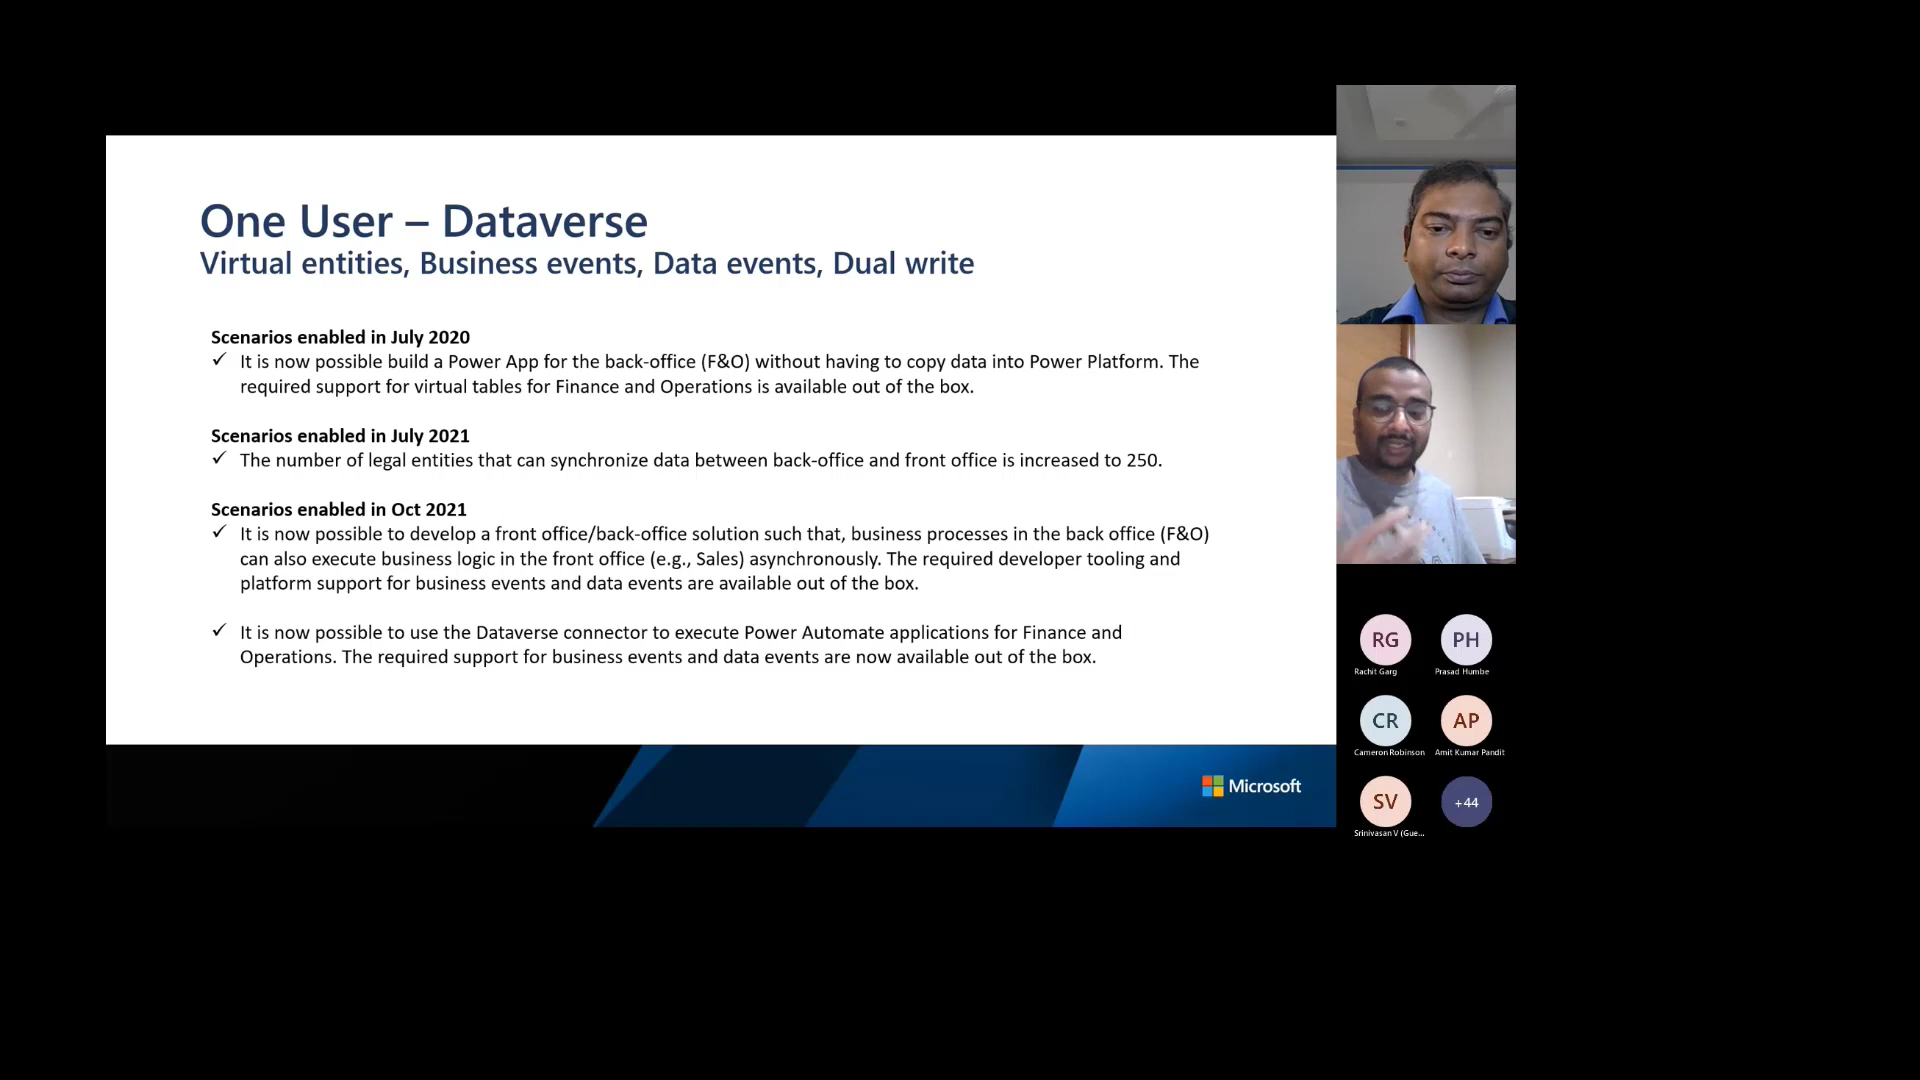 One User – Dataverse
Virtual entities, Business events, Data events, Dual write
Scenarios enabled in July 2020
✓ It is now possible build a Power App for the back-office (F&O) without having to copy data into Power Platform. The
required support for virtual tables for Finance and Operations is available out of the box.
Scenarios enabled in July 2021
✓ The number of legal entities that can synchronize data between back-office and front office is increased to 250.
Scenarios enabled in Oct 2021
✓ It is now possible to develop a front office/back-office solution such that, business processes in the back office (F&O)
can also execute business logic in the front office (e.g., Sales) asynchronously. The required developer tooling and
platform support for business events and data events are available out of the box.
✓ It is now possible to use the Dataverse connector to execute Power Automate applications for Finance and
Operations. The required support for business events and data events are now available out of the box.
Microsoft
RG PH
Rachit Garg Prasad Humbe
CR AP
Cameron Robinson Amit Kumar Pandit
SV +44
Srinivasan V (Gue...